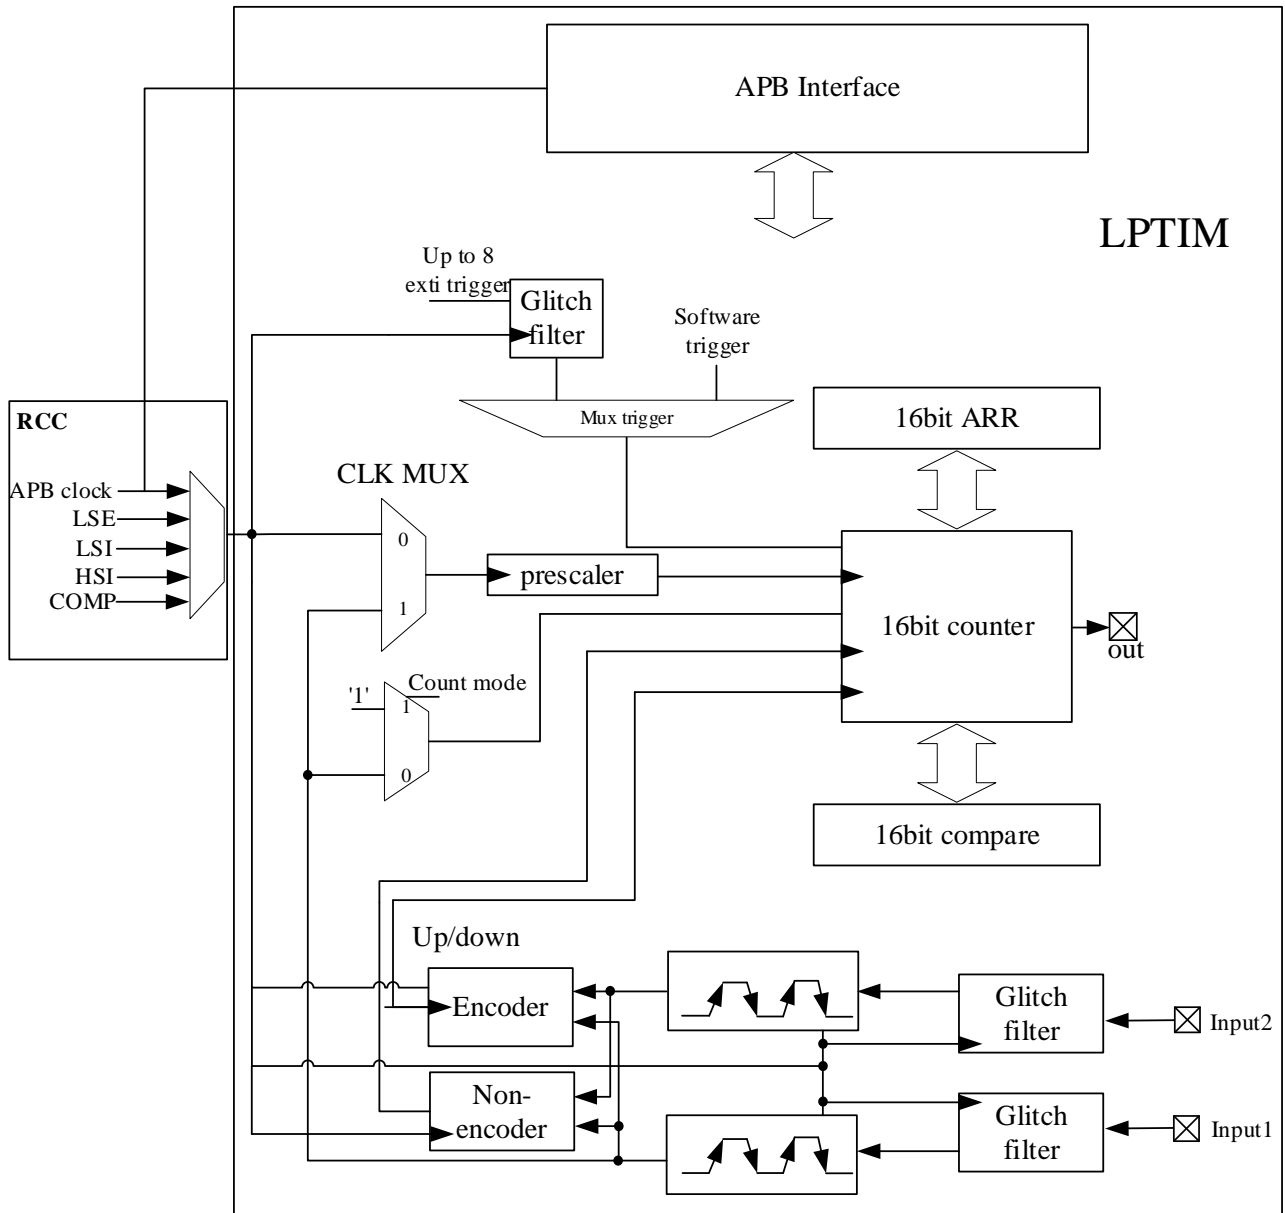 APB Interface
LPTIM
Up to 8
exti trigger
Glitch
filter
Software
trigger
Mux trigger
16bit ARR
RCC
CLK MUX
APB clock
LSE
LSI
HSI
COMP
0
1
prescaler
16bit counter
out
'1'
Count mode
1
0
16bit compare
Up/down
Encoder
Glitch
filter
Input2
Non-
encoder
Glitch
filter
Input1